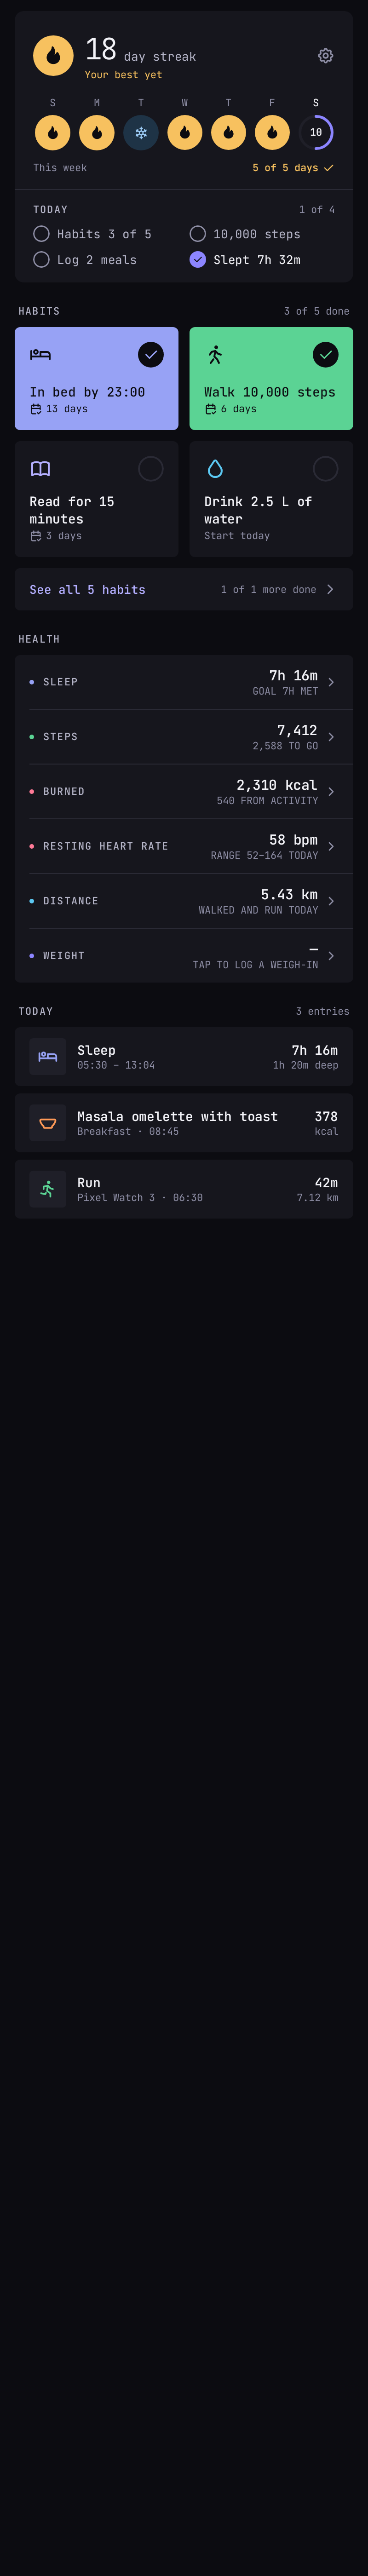 18 day streak
Your best yet
S M T W T F S
10
This week
5 of 5 days
TODAY
1 of 4
Habits 3 of 5
10,000 steps
Log 2 meals
Slept 7h 32m
HABITS
3 of 5 done
In bed by 23:00
13 days
Walk 10,000 steps
6 days
Read for 15
minutes
3 days
Drink 2.5 L of
water
Start today
See all 5 habits
1 of 1 more done
HEALTH
SLEEP
7h 16m
GOAL 7H MET
STEPS
7,412
2,588 TO GO
BURNED
2,310 kcal
540 FROM ACTIVITY
RESTING HEART RATE
58 bpm
RANGE 52–164 TODAY
DISTANCE
5.43 km
WALKED AND RUN TODAY
WEIGHT
—
TAP TO LOG A WEIGH-IN
TODAY
3 entries
Sleep
7h 16m
05:30 – 13:04
1h 20m deep
Masala omelette with toast
378
Breakfast · 08:45
kcal
Run
42m
Pixel Watch 3 · 06:30
7.12 km